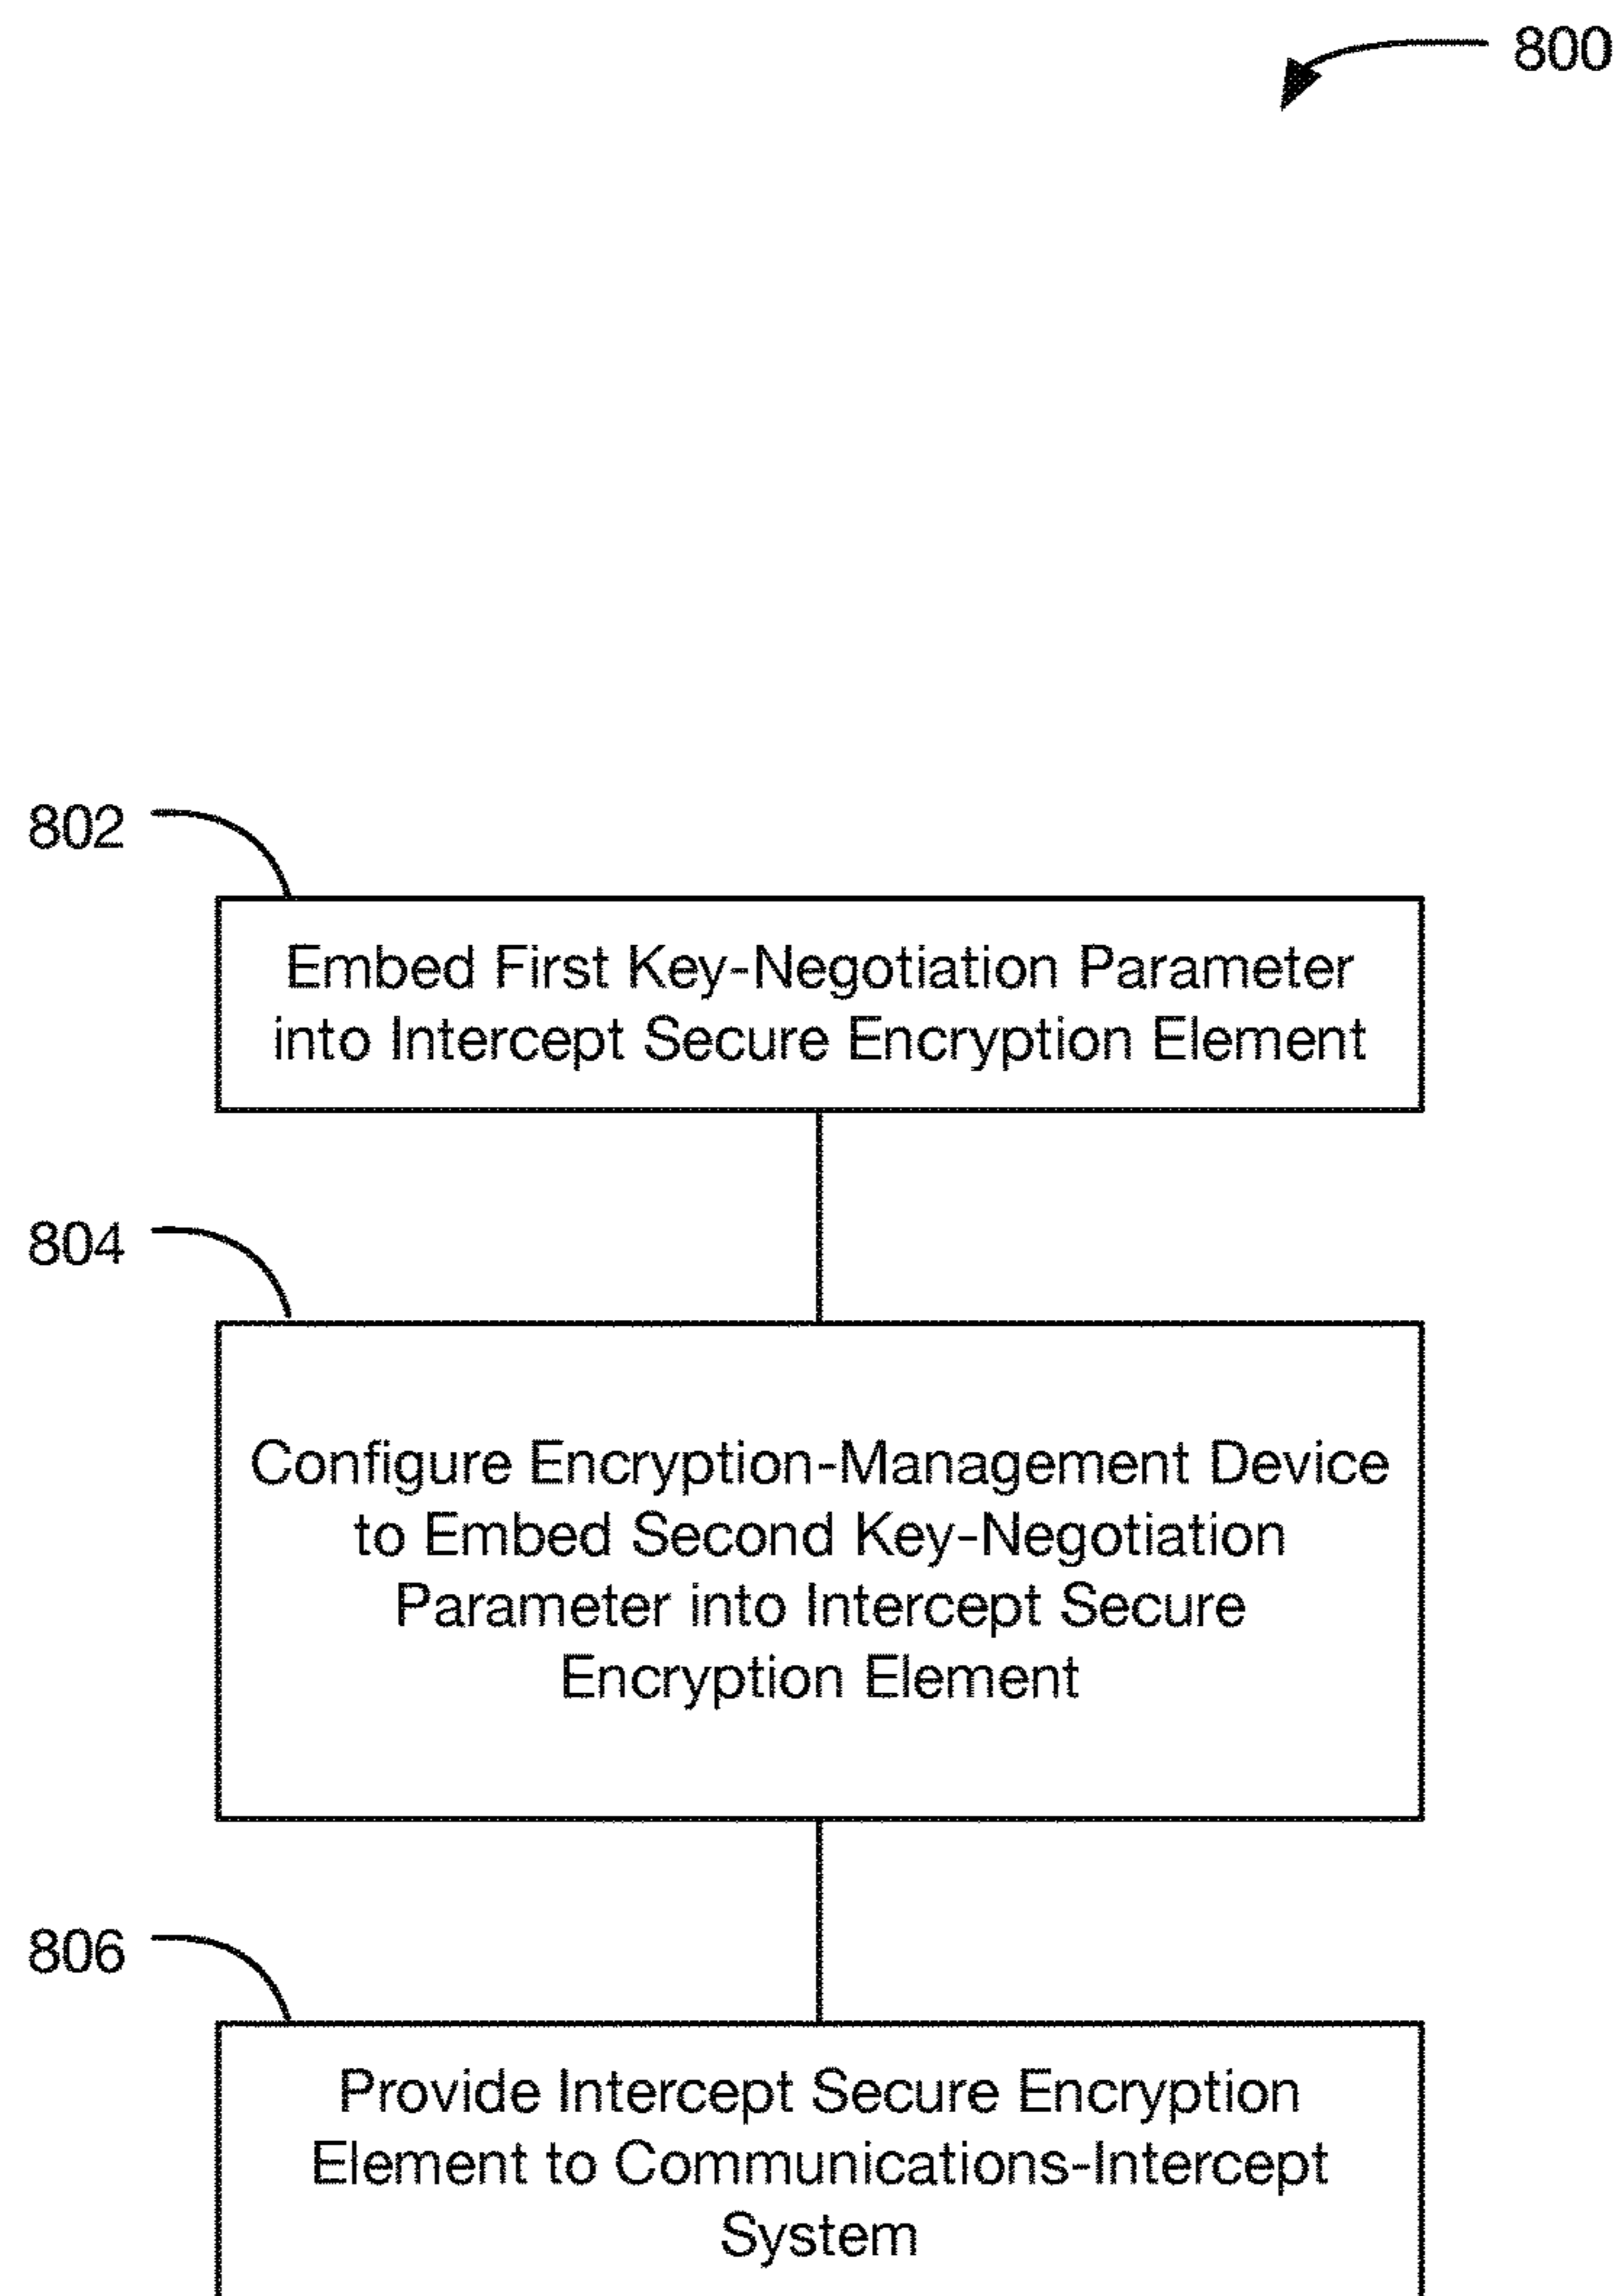 800
802
Embed First Key-Negotiation Parameter
into Intercept Secure Encryption Element
804
Configure Encryption-Management Device
to Embed Second Key-Negotiation
Parameter into Intercept Secure
Encryption Element
806
Provide Intercept Secure Encryption
Element to Communications-Intercept
System